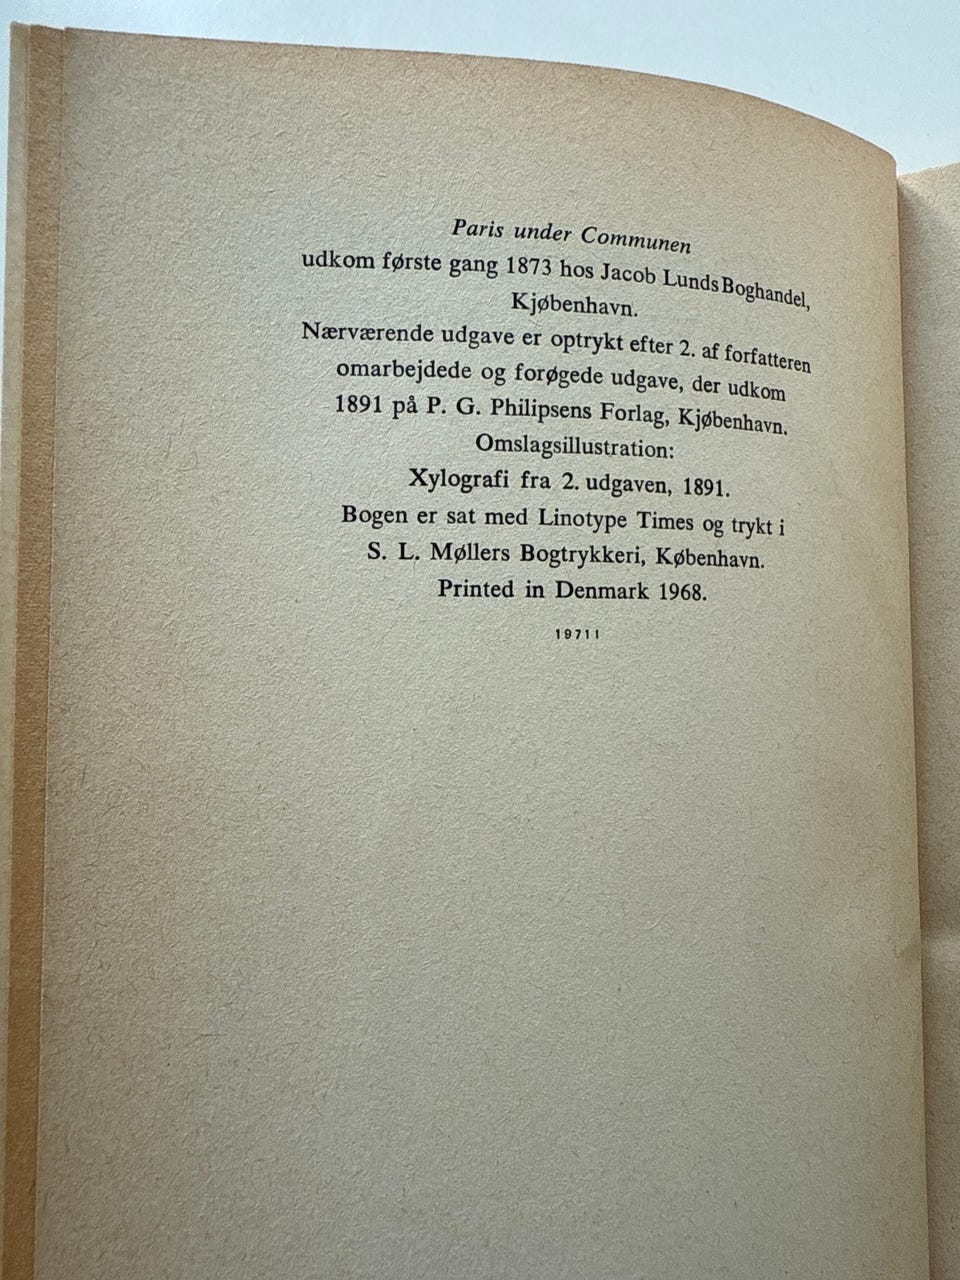 Paris under Communen
udkom første gang 1873 hos Jacob Lunds Boghandel,
Kjøbenhavn.
Nærværende udgave er optrykt efter 2. af forfatteren
omarbejdede og forøgede udgave, der udkom
1891 på P. G. Philipsens Forlag, Kjøbenhavn.
Omslagsillustration:
Xylografi fra 2. udgaven, 1891.
Bogen er sat med Linotype Times og trykt i
S. L. Møllers Bogtrykkeri, København.
Printed in Denmark 1968.
19711